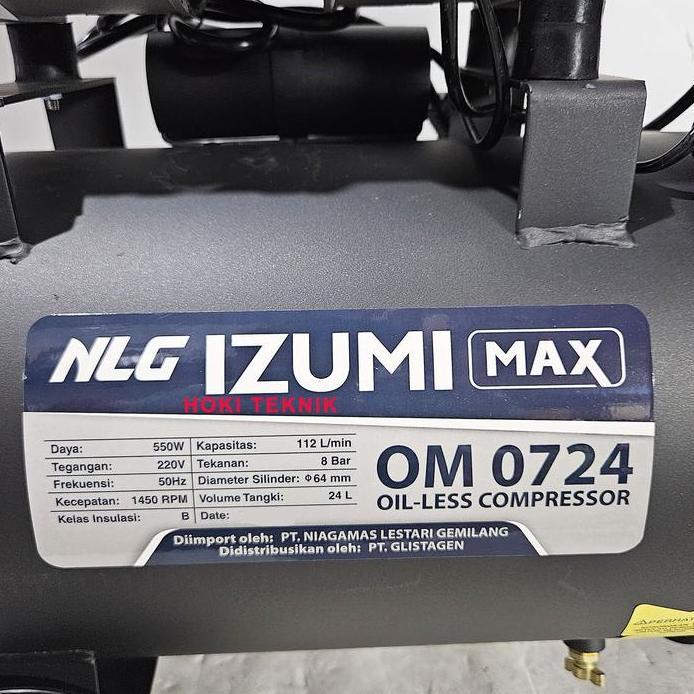 NLG IZUMI MAX
HOKI TEKNIK
Daya: 550W Kapasitas: 112 L/min
Tegangan: 220V Tekanan: 8 Bar
Frekuensi: 50Hz Diameter Silinder: Φ64 mm
Kecepatan: 1450 RPM Volume Tangki: 24 L
Kelas Insulasi: B Date:
OM 0724
OIL-LESS COMPRESSOR
Diimport oleh: PT. NIAGAMAS LESTARI GEMILANG
Didistribusikan oleh: PT. GLISTAGEN